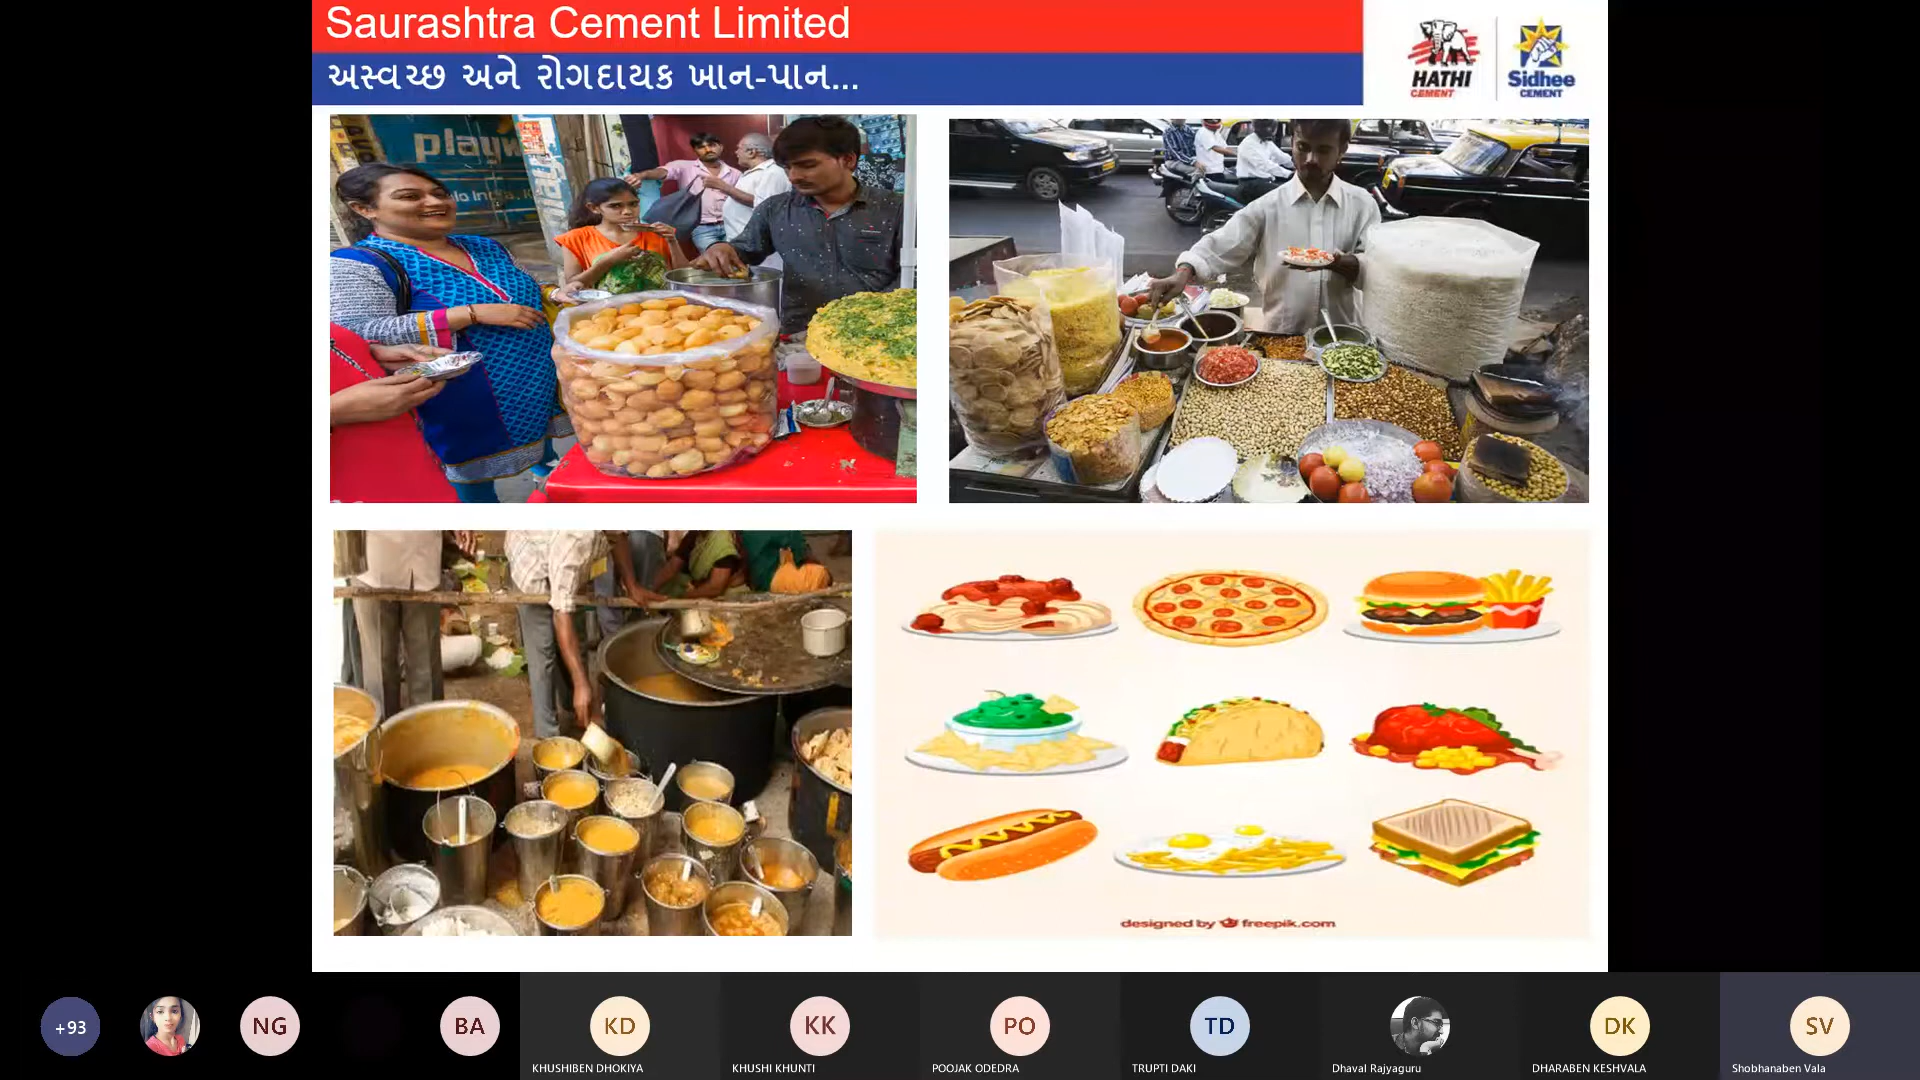 Saurashtra Cement Limited
અસ્વચ્છ અને રોગદાયક ખાન-પાન...
HATHI
CEMENT
Sidhee
CEMENT
designed by freepik.com
+93
NG
BA
KD
KK
PO
TD
DK
SV
KHUSHIBEN DHOKIYA
KHUSHI KHUNTI
POOJAK ODEDRA
TRUPTI DAKI
Dhaval Rajyaguru
DHARABEN KESHVALA
Shobhanaben Vala